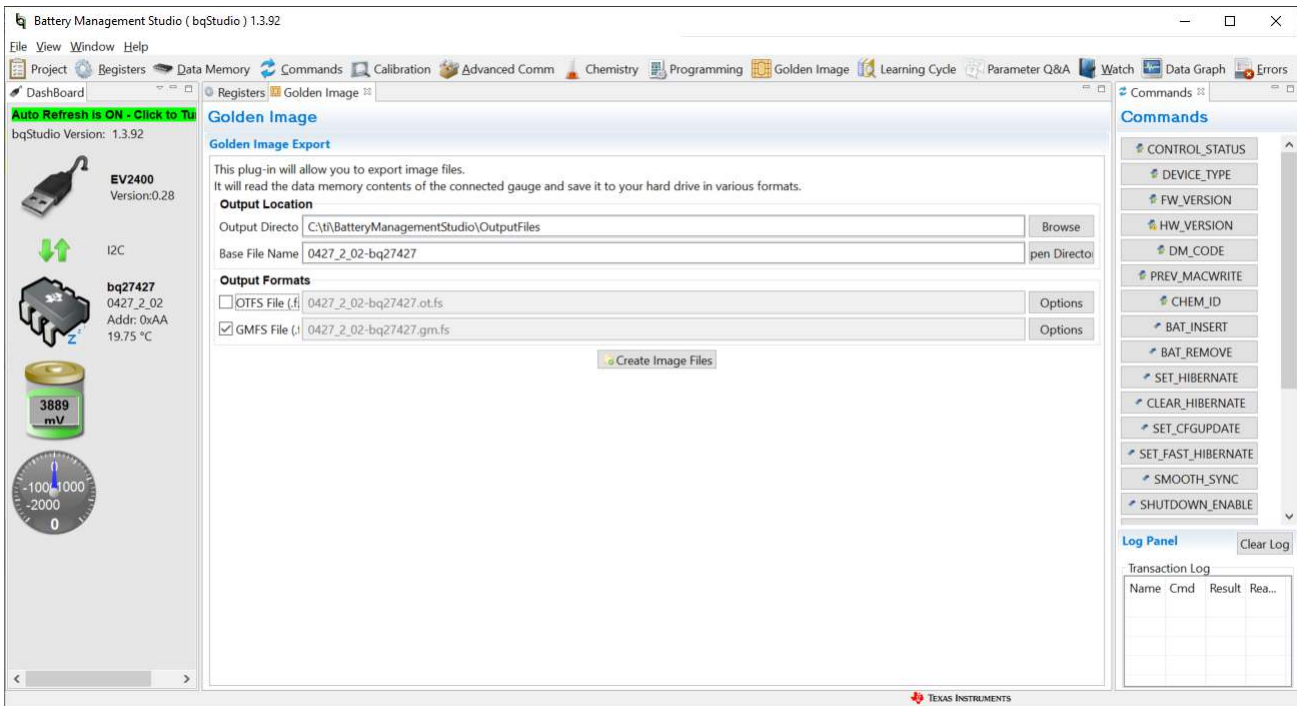 Battery Management Studio ( bqStudio ) 1.3.92
File View Window Help
Project Registers Data Memory Commands Calibration Advanced Comm Chemistry Programming Golden Image Learning Cycle Parameter Q&A Watch Data Graph Errors
DashBoard
Auto Refresh is ON - Click to Tu
bqStudio Version: 1.3.92
EV2400
Version:0.28
I2C
bq27427
0427_2_02
Addr: 0xAA
19.75 °C
3889
mV
0
-100 1000
-2000
0
Registers Golden Image
Golden Image
Golden Image Export
This plug-in will allow you to export image files.
It will read the data memory contents of the connected gauge and save it to your hard drive in various formats.
Output Location
Output Directo C:\ti\BatteryManagementStudio\OutputFiles Browse
Base File Name 0427_2_02-bq27427 pen Directo
Output Formats
OTFS File (.f 0427_2_02-bq27427.ot.fs Options
GMFS File (.f 0427_2_02-bq27427.gm.fs Options
Create Image Files
Commands
Commands
CONTROL_STATUS
DEVICE_TYPE
FW_VERSION
HW_VERSION
DM_CODE
PREV_MACWRITE
CHEM_ID
BAT_INSERT
BAT_REMOVE
SET_HIBERNATE
CLEAR_HIBERNATE
SET_CFGUPDATE
SET_FAST_HIBERNATE
SMOOTH_SYNC
SHUTDOWN_ENABLE
Log Panel Clear Log
Transaction Log
Name Cmd Result Rea...
TEXAS INSTRUMENTS